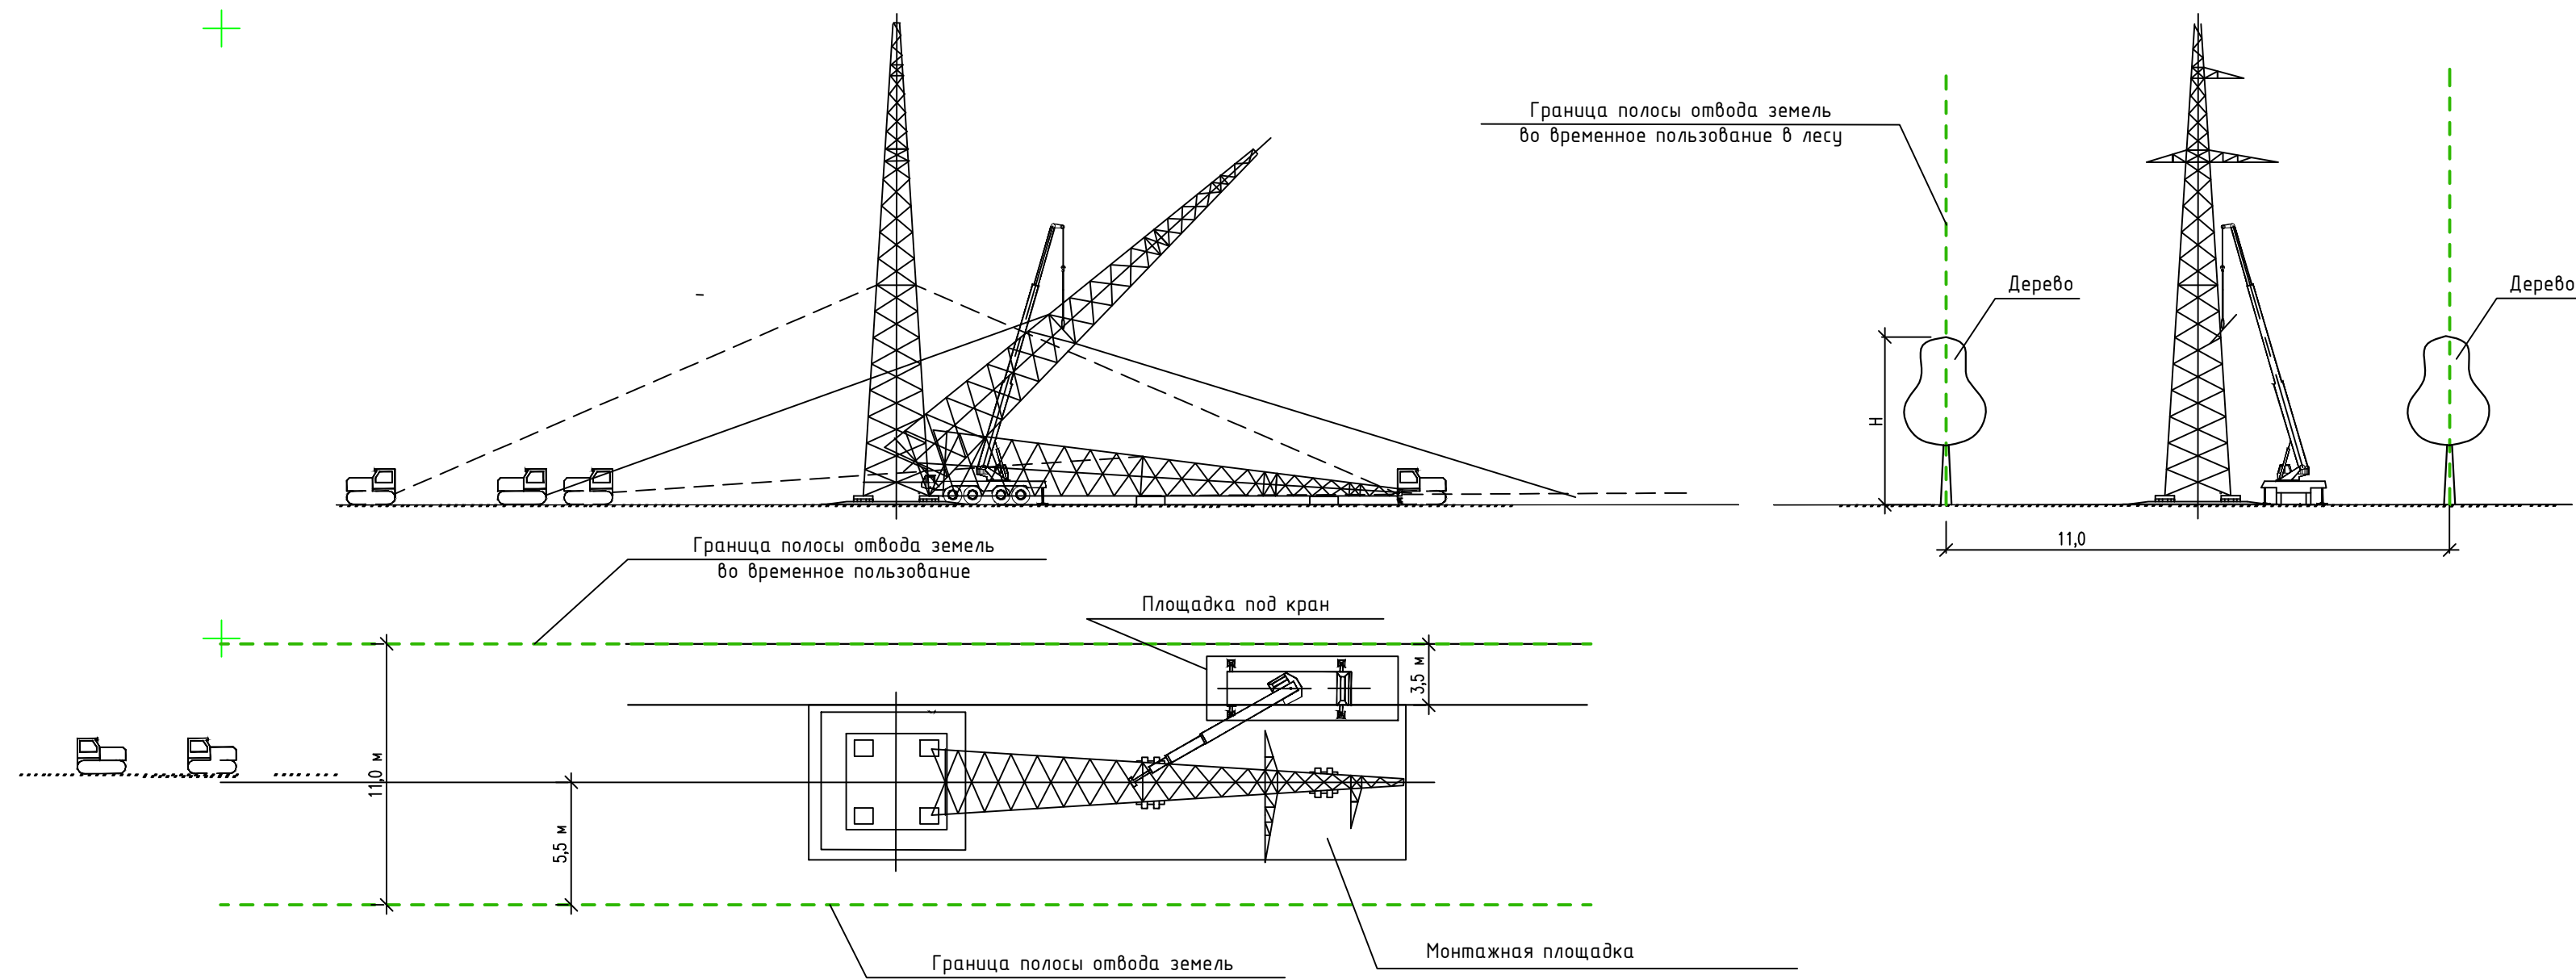 Граница полосы отвода земель
во временное пользование в лесу
Дерево
Дерево
H
11,0
Граница полосы отвода земель
во временное пользование
Площадка под кран
3,5 м
11,0 м
5,5 м
Монтажная площадка
Граница полосы отвода земель